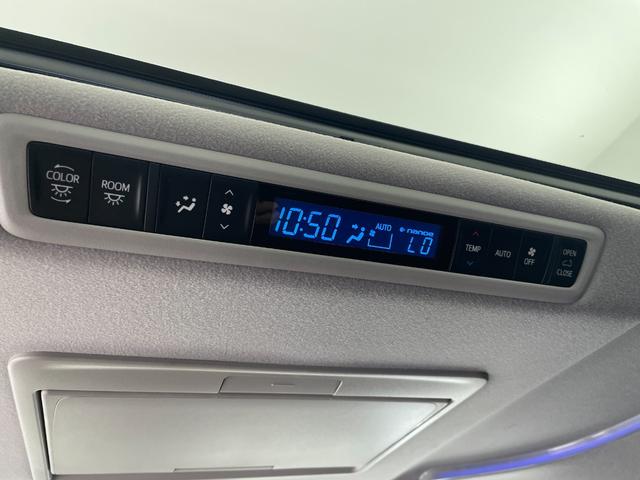 COLOR
ROOM
10:50
AUTO
nanoe
LO
TEMP
AUTO
OFF
OPEN
CLOSE